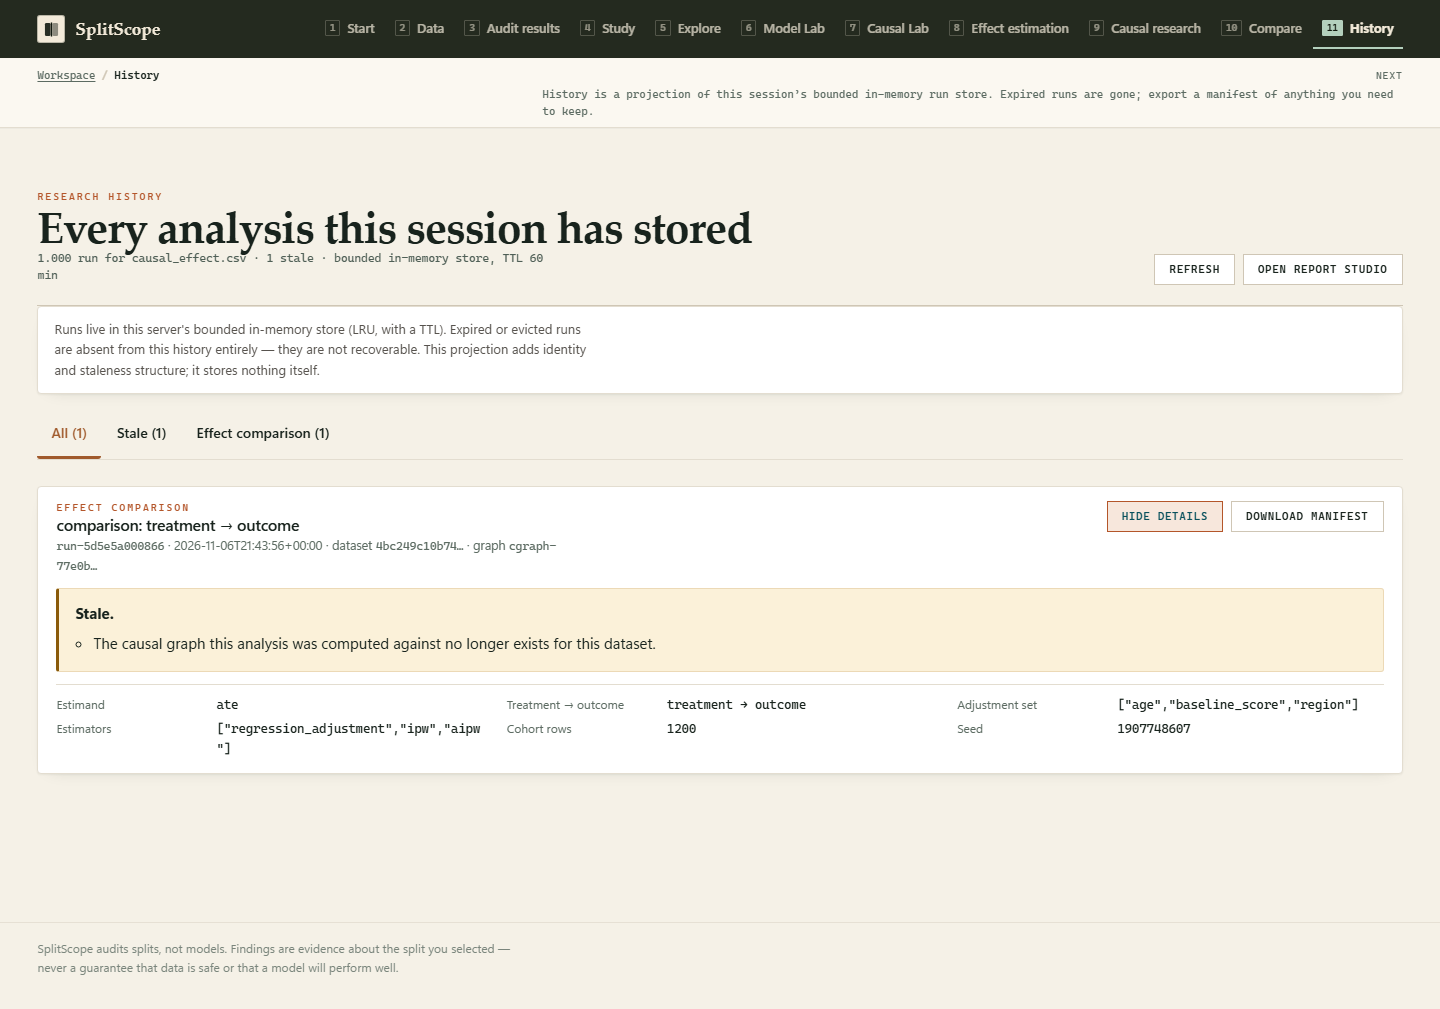 SplitScope
1 Start
2 Data
3 Audit results
4 Study
5 Explore
6 Model Lab
7 Causal Lab
8 Effect estimation
9 Causal research
10 Compare
11 History
Workspace / History
NEXT
History is a projection of this session's bounded in-memory run store. Expired runs are gone; export a manifest of anything you need
to keep.
RESEARCH HISTORY
Every analysis this session has stored
1.000 run for causal_effect.csv · 1 stale · bounded in-memory store, TTL 60
min
REFRESH
OPEN REPORT STUDIO
Runs live in this server's bounded in-memory store (LRU, with a TTL). Expired or evicted runs
are absent from this history entirely — they are not recoverable. This projection adds identity
and staleness structure; it stores nothing itself.
All (1)
Stale (1)
Effect comparison (1)
EFFECT COMPARISON
comparison: treatment → outcome
run-5d5e5a000866 · 2026-11-06T21:43:56+00:00 · dataset 4bc249c10b74… · graph cgraph-
77e0b…
HIDE DETAILS
DOWNLOAD MANIFEST
Stale.
The causal graph this analysis was computed against no longer exists for this dataset.
Estimand
ate
Treatment → outcome
treatment → outcome
Adjustment set
["age","baseline_score","region"]
Estimators
["regression_adjustment","ipw","aipw
"]
Cohort rows
1200
Seed
1907748607
SplitScope audits splits, not models. Findings are evidence about the split you selected —
never a guarantee that data is safe or that a model will perform well.